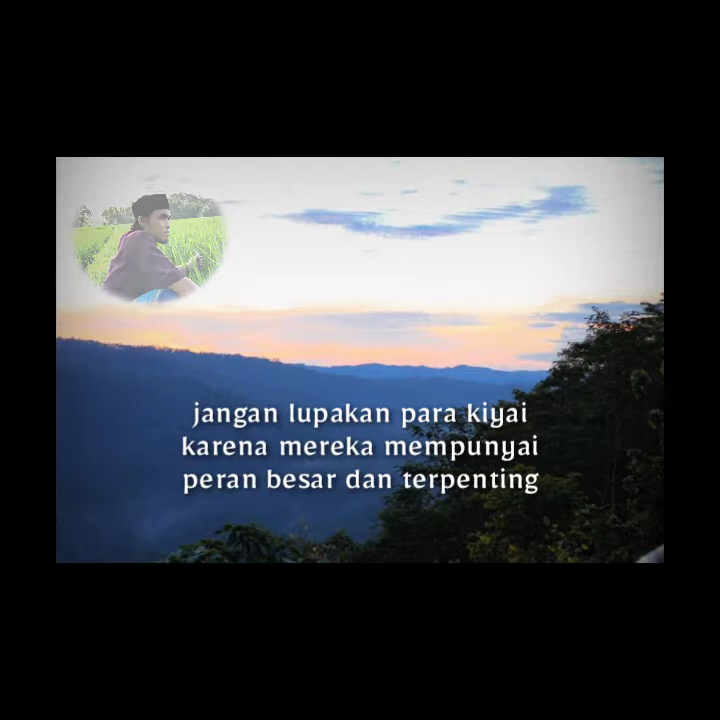 jangan lupakan para kiyai
karena mereka mempunyai
peran besar dan terpenting